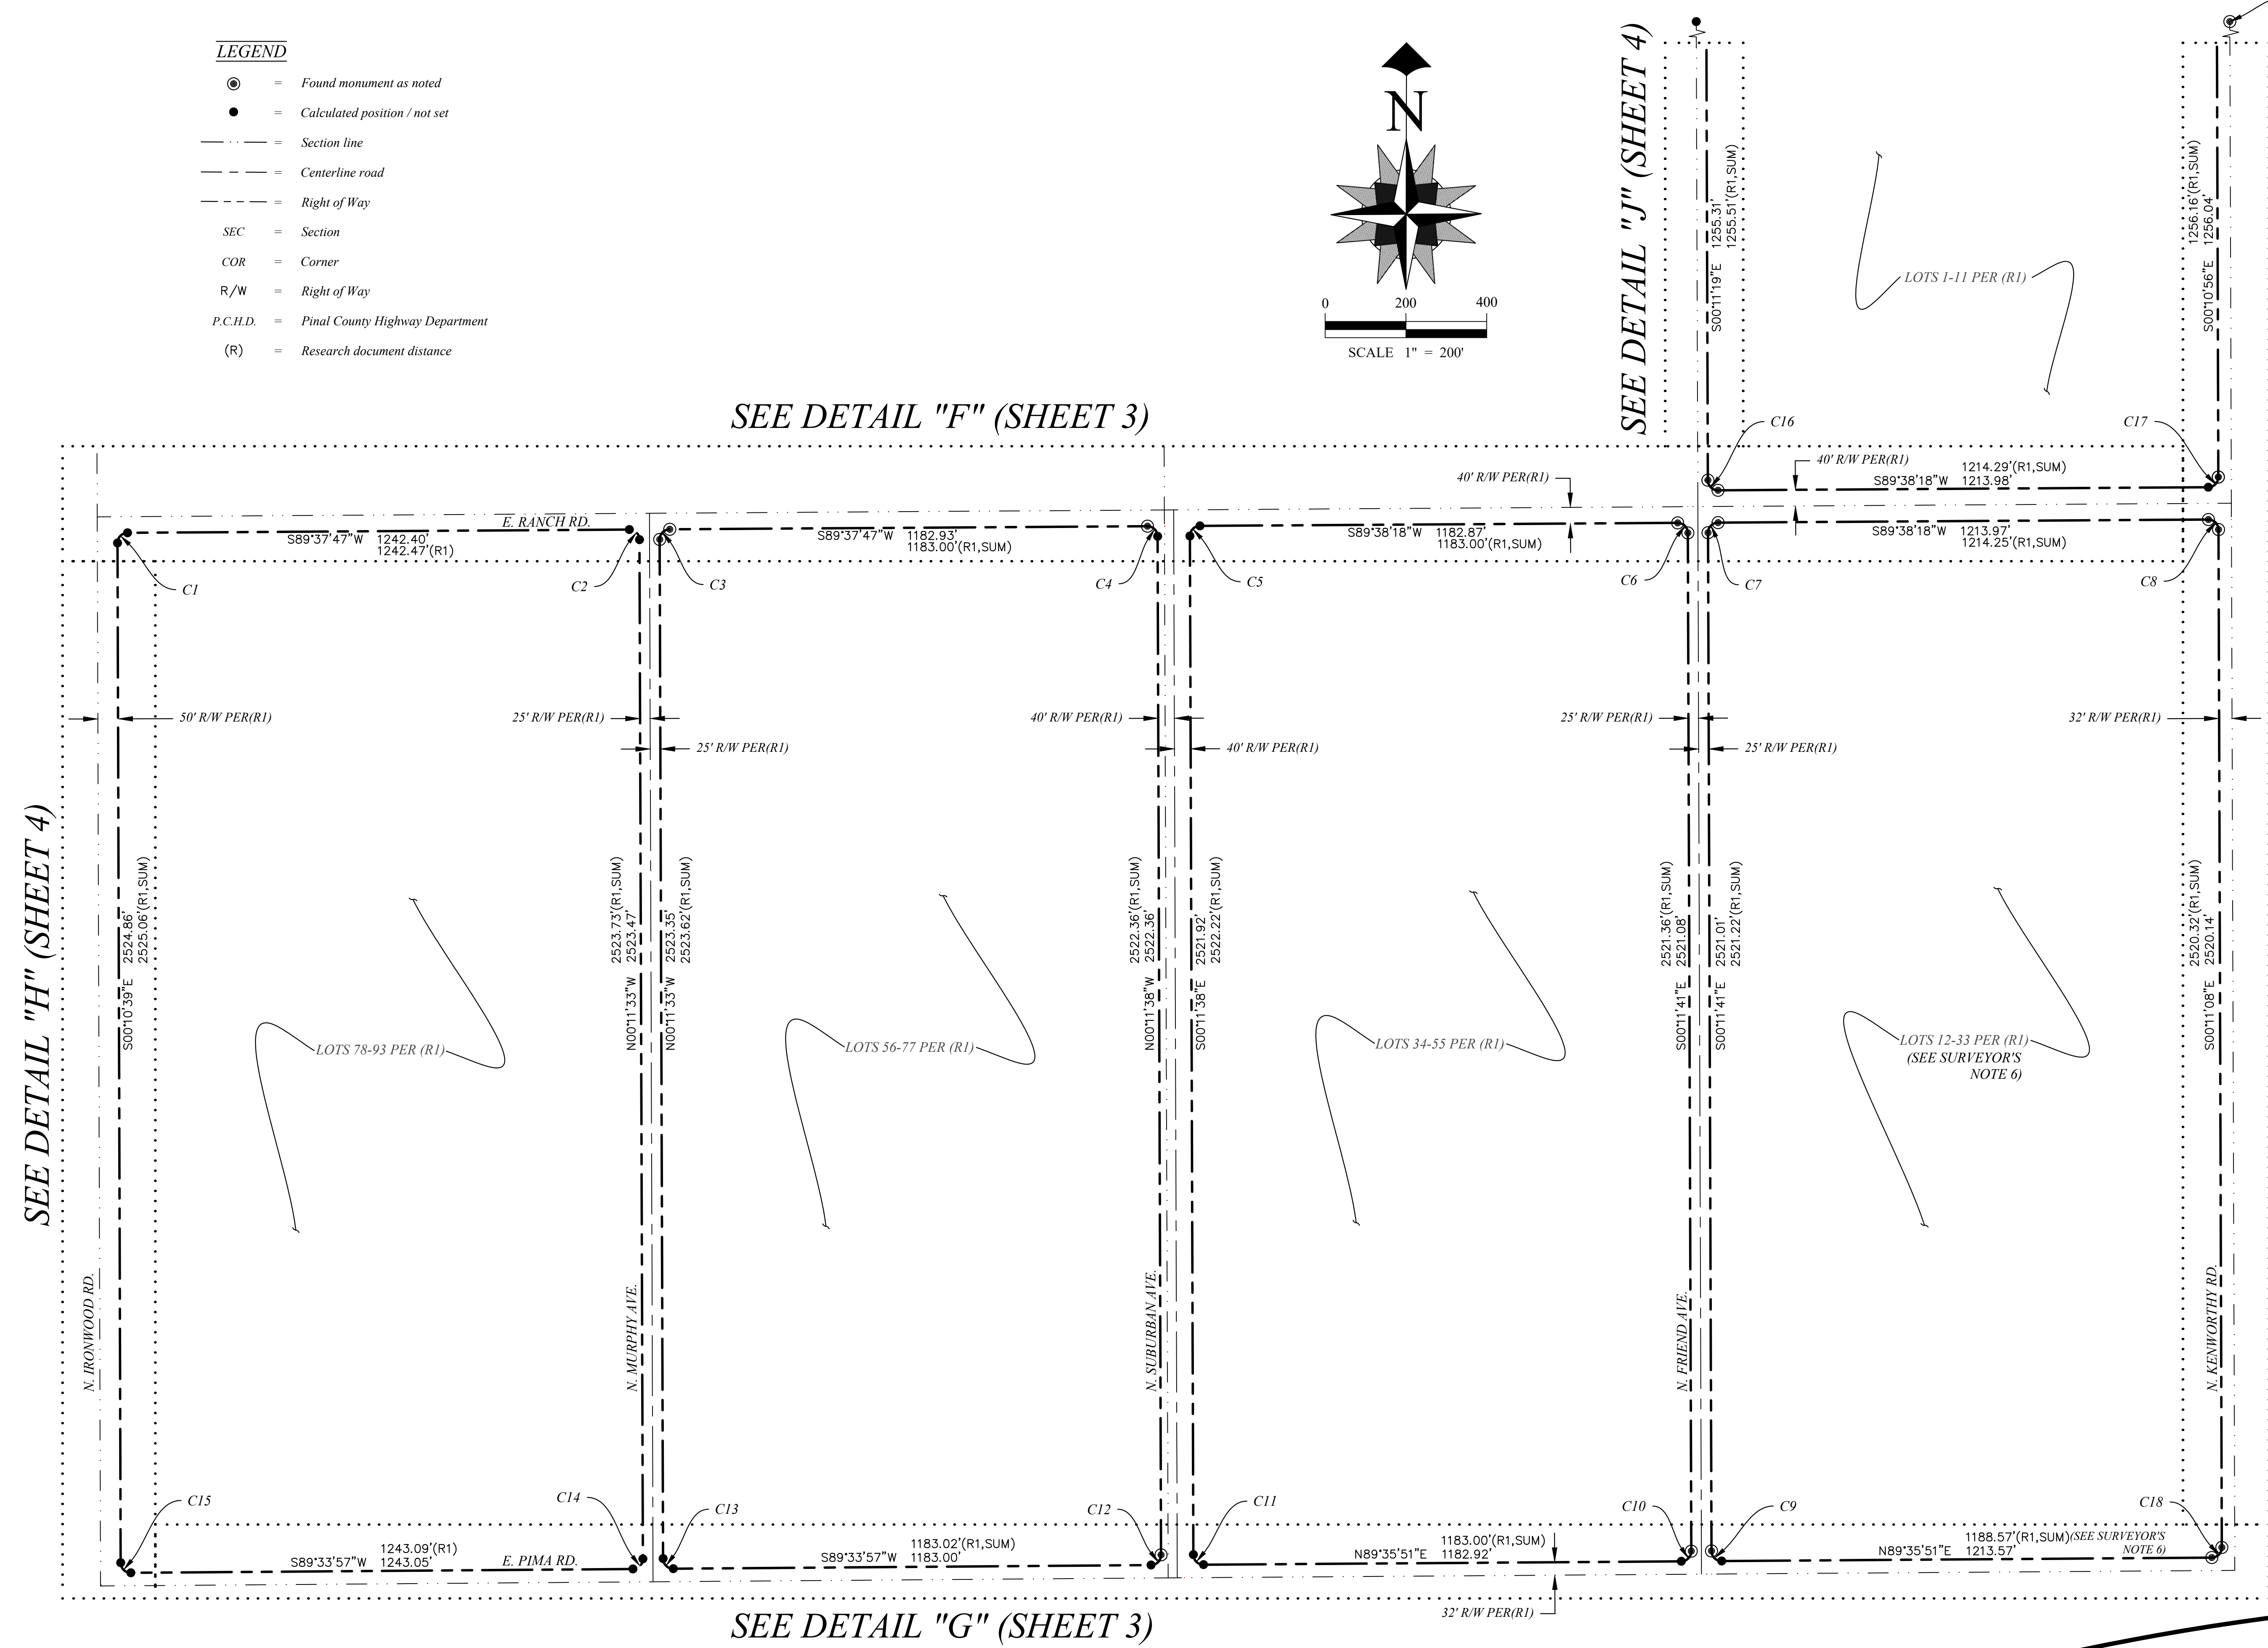 LEGEND
= Found monument as noted
= Calculated position / not set
= Section line
= Centerline road
= Right of Way
SEC = Section
COR = Corner
R/W = Right of Way
P.C.H.D. = Pinal County Highway Department
(R) = Research document distance
N
0 200 400
SCALE 1" = 200'
SEE DETAIL "J" (SHEET 4)
S00°11'19"E 1255.31'
1255.51'(R1,SUM)
LOTS 1-11 PER (R1)
1256.16'(R1,SUM)
S00°10'56"E 1256.04'
SEE DETAIL "F" (SHEET 3)
C16
C17
40' R/W PER(R1)
40' R/W PER(R1)
1214.29'(R1,SUM)
S89°38'18"W 1213.98'
E. RANCH RD.
S89°37'47"W 1242.40'
1242.47'(R1)
S89°37'47"W 1182.93'
1183.00'(R1,SUM)
S89°38'18"W 1182.87'
1183.00'(R1,SUM)
S89°38'18"W 1213.97'
1214.25'(R1,SUM)
C1
C2
C3
C4
C5
C6
C7
C8
50' R/W PER(R1)
25' R/W PER(R1)
25' R/W PER(R1)
40' R/W PER(R1)
40' R/W PER(R1)
25' R/W PER(R1)
25' R/W PER(R1)
32' R/W PER(R1)
SEE DETAIL "H" (SHEET 4)
S00°10'39"E 2524.86'
2525.06'(R1,SUM)
2523.73'(R1,SUM)
N00°11'33"W 2523.47'
N00°11'33"W 2523.35'
2523.62'(R1,SUM)
2522.36'(R1,SUM)
N00°11'38"W 2522.36'
S00°11'38"E 2521.92'
2522.22'(R1,SUM)
2521.36'(R1,SUM)
S00°11'41"E 2521.08'
S00°11'41"E 2521.01'
2521.22'(R1,SUM)
2520.32'(R1,SUM)
S00°11'08"E 2520.14'
LOTS 78-93 PER (R1)
LOTS 56-77 PER (R1)
LOTS 34-55 PER (R1)
LOTS 12-33 PER (R1)
(SEE SURVEYOR'S
NOTE 6)
N. IRONWOOD RD.
N. MURPHY AVE.
N. SUBURBAN AVE.
N. FRIEND AVE.
N. KENWORTHY RD.
C15
C14
C13
C12
C11
C10
C9
C18
1243.09'(R1)
S89°33'57"W 1243.05'
E. PIMA RD.
1183.02'(R1,SUM)
S89°33'57"W 1183.00'
1183.00'(R1,SUM)
N89°35'51"E 1182.92'
1188.57'(R1,SUM)(SEE SURVEYOR'S
NOTE 6)
N89°35'51"E 1213.57'
32' R/W PER(R1)
SEE DETAIL "G" (SHEET 3)